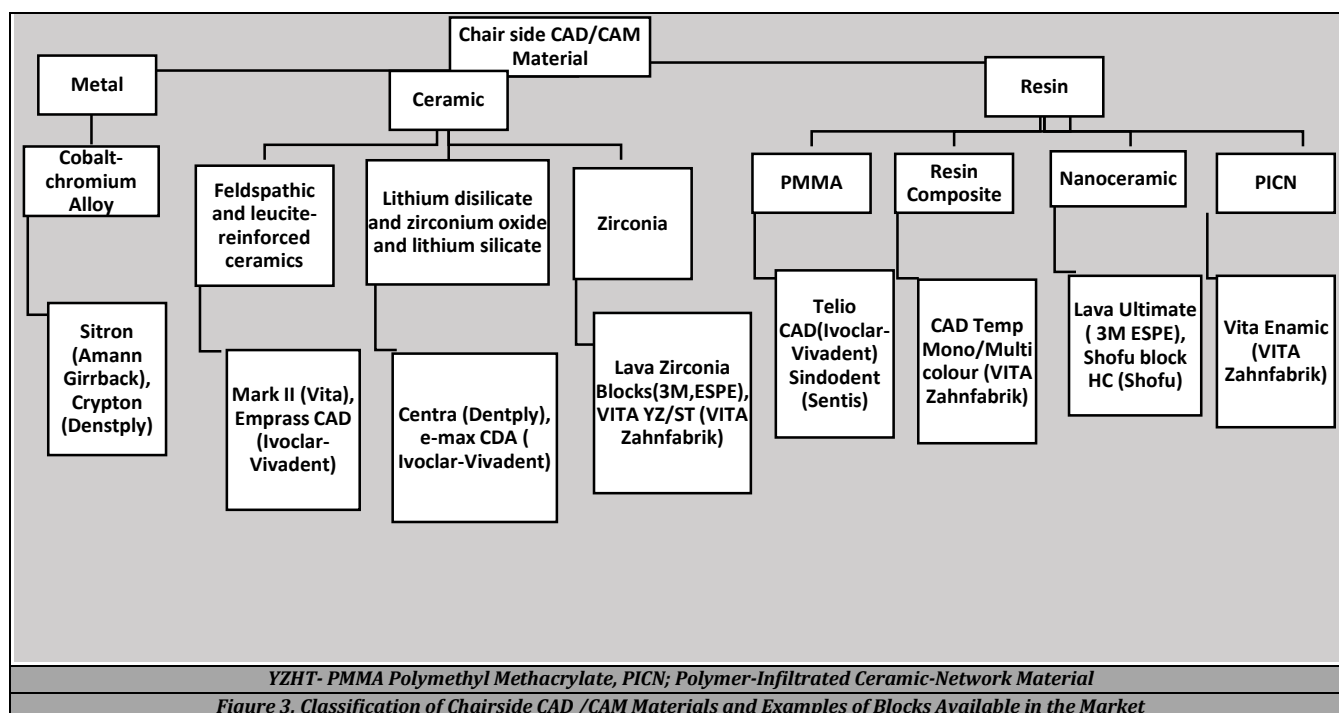 Chair side CAD/CAM
Material
Metal
Ceramic
Resin
Cobalt-
chromium
Alloy
Feldspathic
and leucite-
reinforced
ceramics
Lithium disilicate
and zirconium oxide
and lithium silicate
Zirconia
PMMA
Resin
Composite
Nanoceramic
PICN
Sitron
(Amann
Girrback),
Crypton
(Denstply)
Mark II (Vita),
Emprass CAD
(Ivoclar-
Vivadent)
Centra (Dentply),
e-max CDA (
Ivoclar-Vivadent)
Lava Zirconia
Blocks(3M,ESPE),
VITA YZ/ST (VITA
Zahnfabrik)
Telio
CAD(Ivoclar-
Vivadent)
Sindodent
(Sentis)
CAD Temp
Mono/Multi
colour (VITA
Zahnfabrik)
Lava Ultimate
( 3M ESPE),
Shofu block
HC (Shofu)
Vita Enamic
(VITA
Zahnfabrik)
YZHT- PMMA Polymethyl Methacrylate, PICN; Polymer-Infiltrated Ceramic-Network Material
Figure 3. Classification of Chairside CAD /CAM Materials and Examples of Blocks Available in the Market